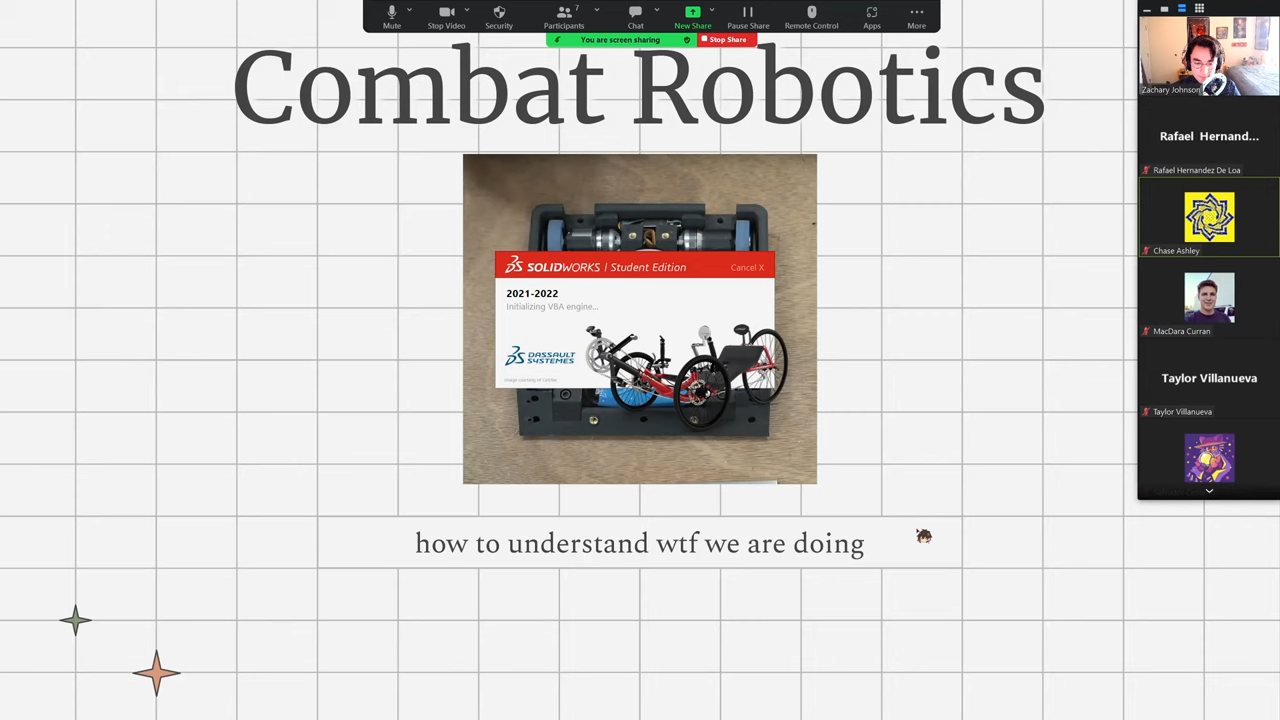 Mute
Stop Video
Security
Participants
7
Chat
New Share
Pause Share
Remote Control
Apps
More
You are screen sharing
Stop Share
Combat Robotics
SOLIDWORKS | Student Edition
Cancel X
2021-2022
Initializing VBA engine...
DASSAULT
SYSTEMES
how to understand wtf we are doing
Zachary Johnson
Rafael Hernand...
Rafael Hernandez De Loa
Chase Ashley
MacDara Curran
Taylor Villanueva
Taylor Villanueva